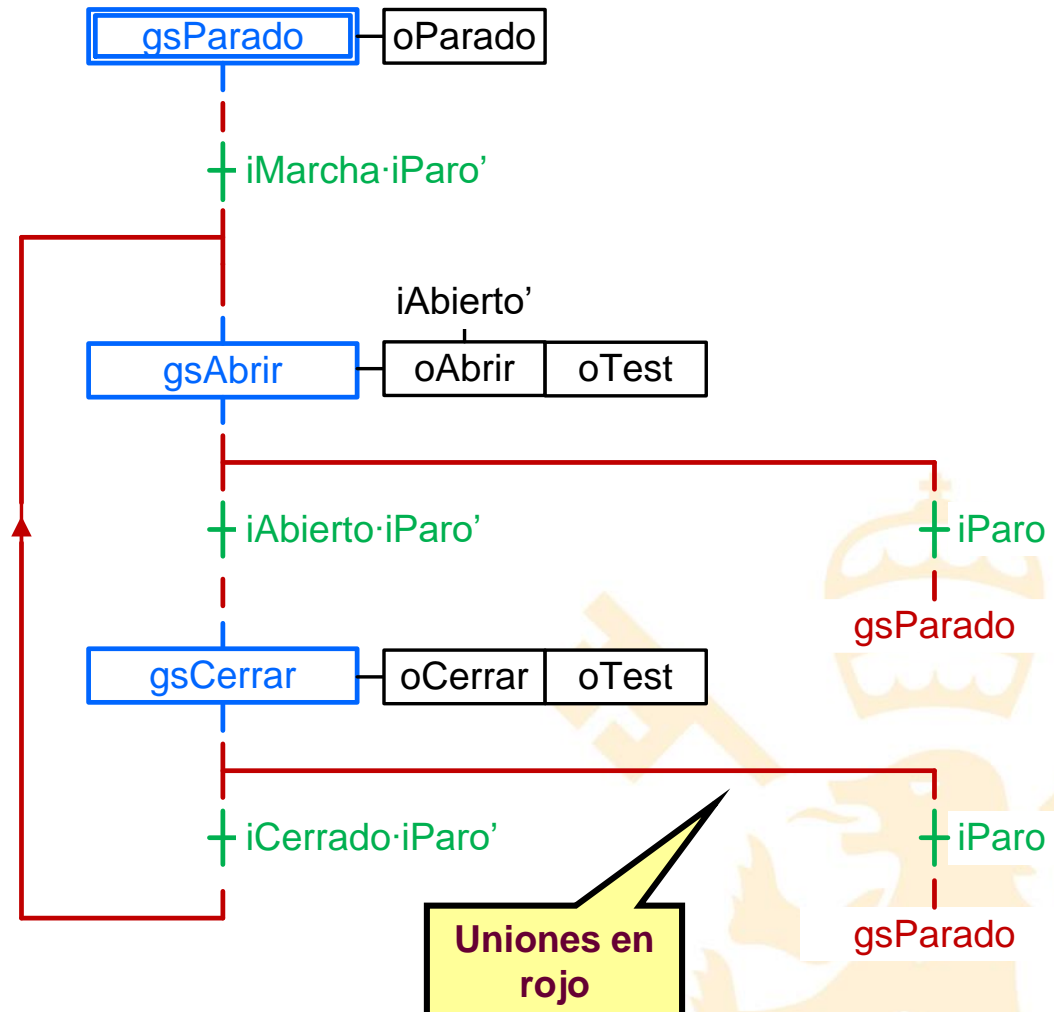 gsParado
oParado
iMarcha·iParo’
iAbierto’
gsAbrir
oAbrir
oTest
iAbierto·iParo’
iParo
gsParado
gsCerrar
oCerrar
oTest
iCerrado·iParo’
iParo
gsParado
Uniones en
rojo